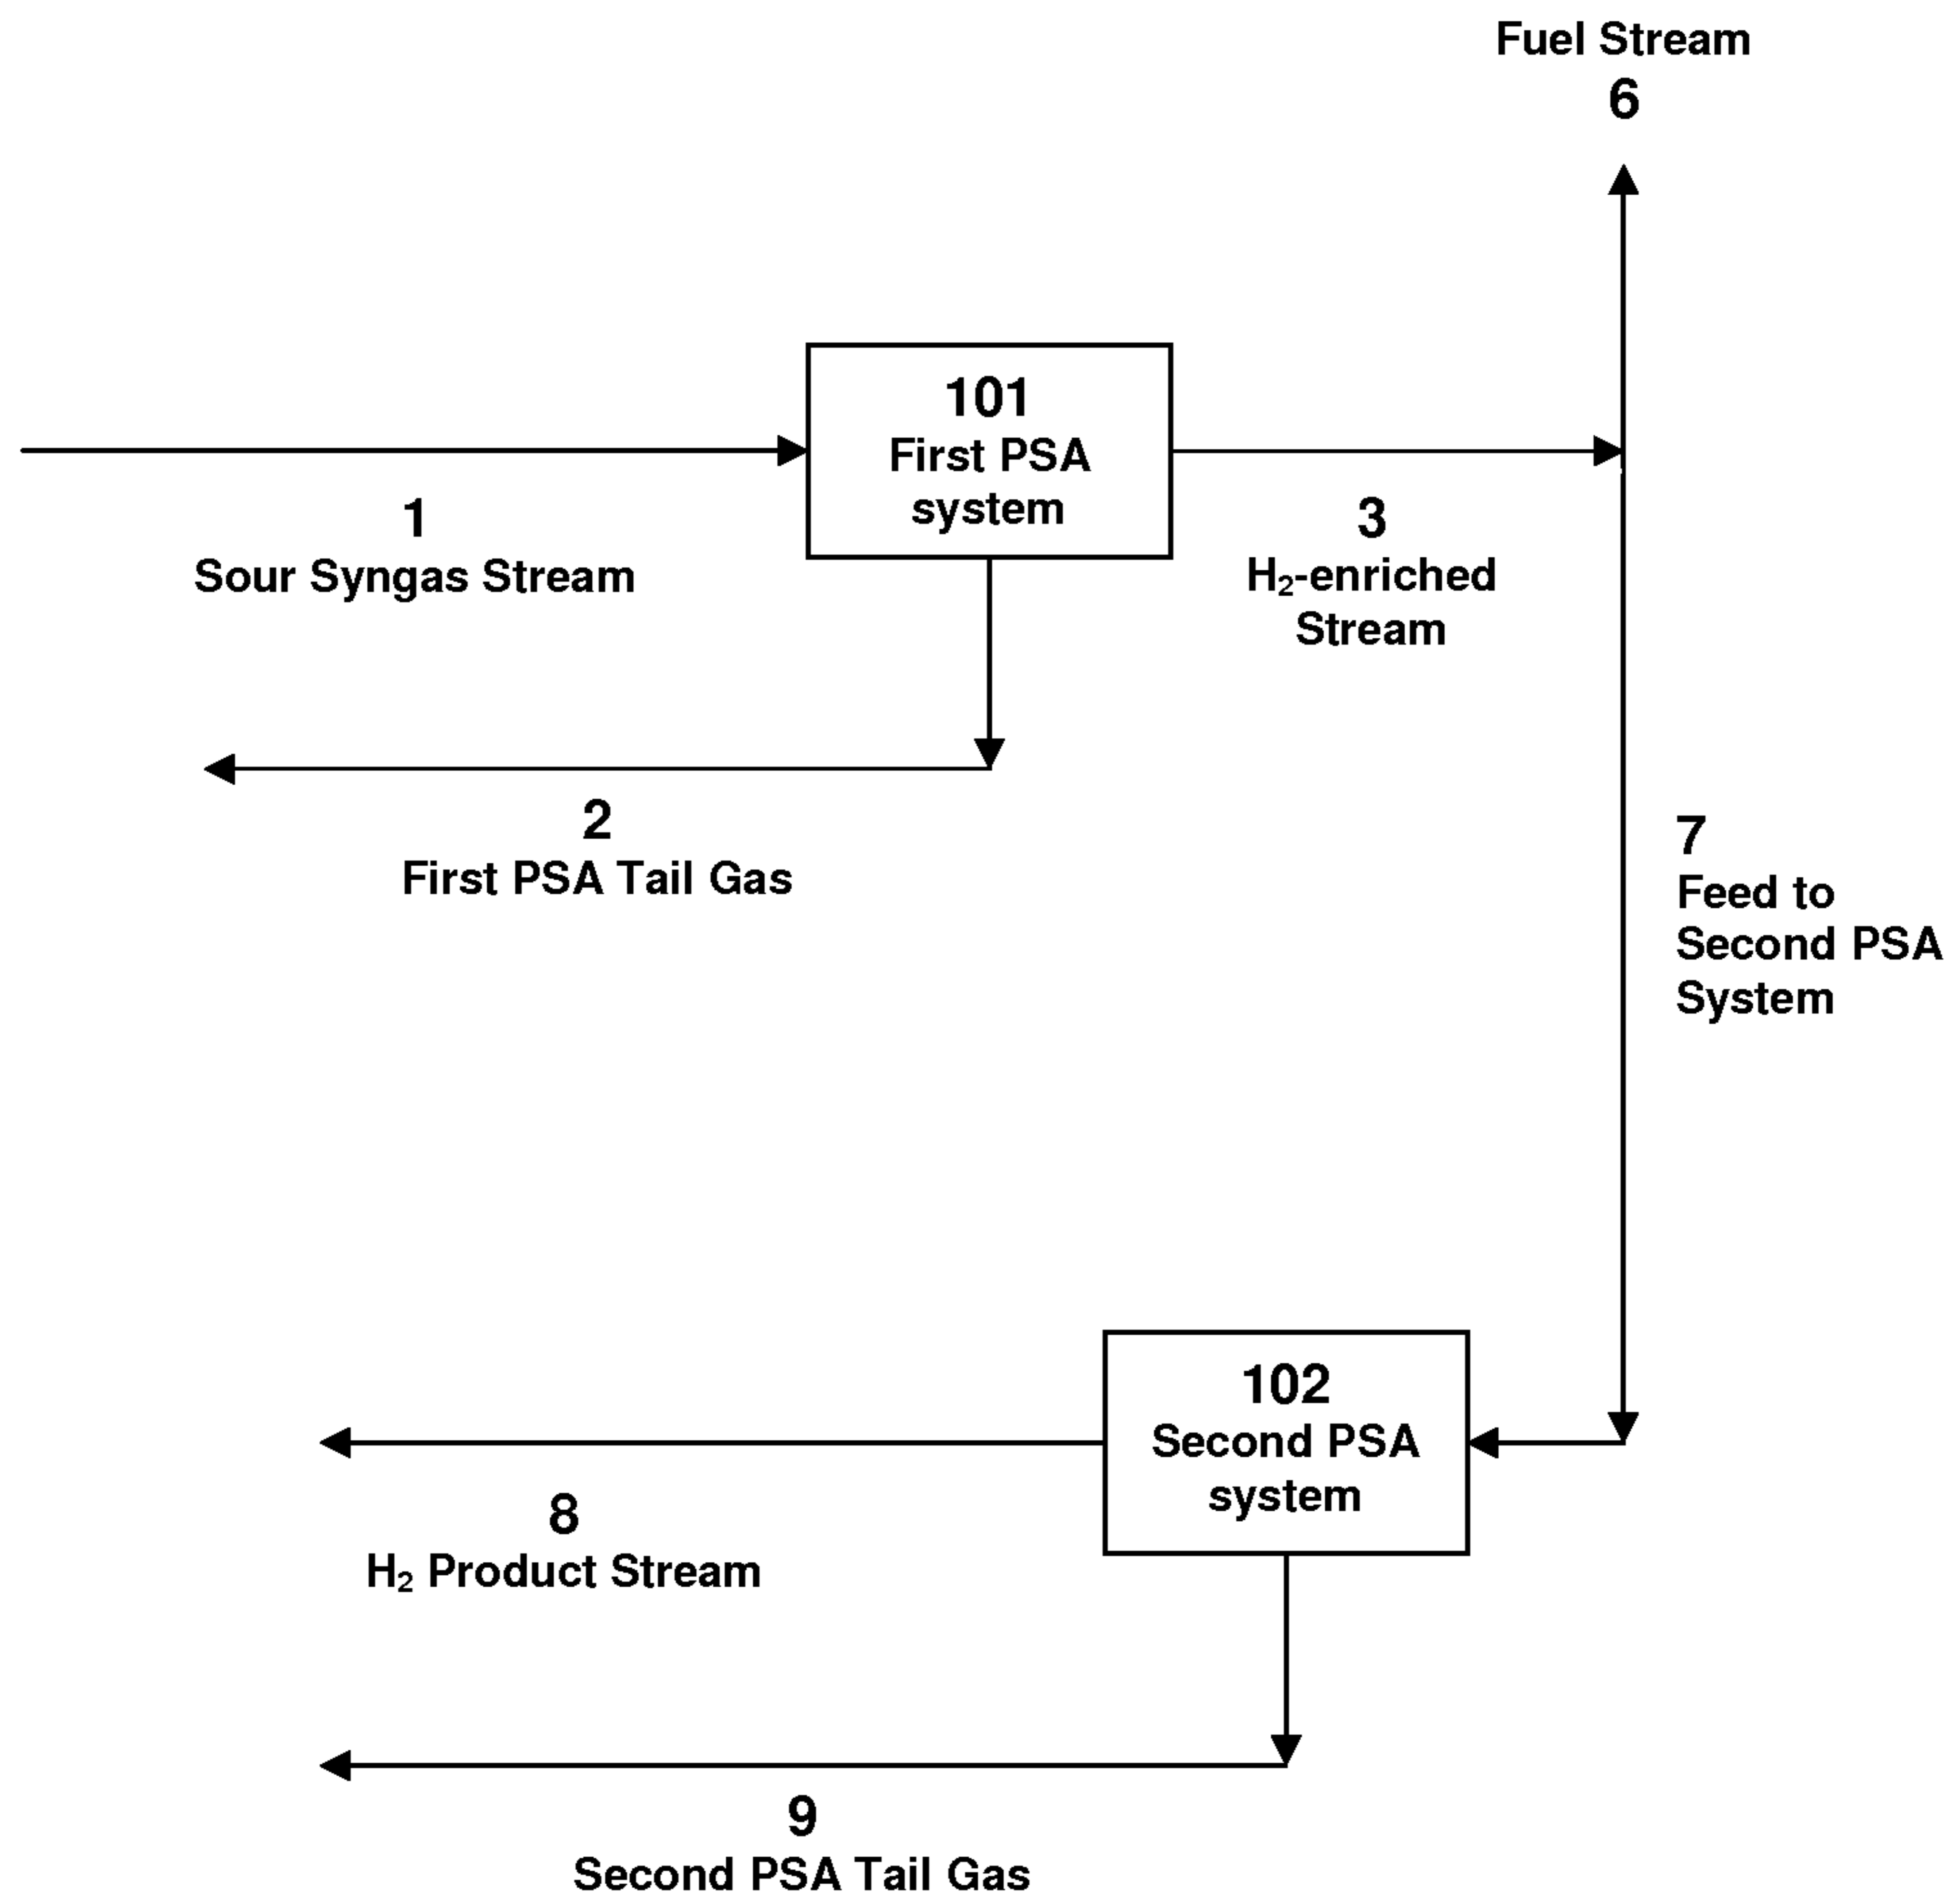 Fuel Stream
6
101
First PSA
system
1
Sour Syngas Stream
3
H₂-enriched
Stream
2
First PSA Tail Gas
7
Feed to
Second PSA
System
102
Second PSA
system
8
H₂ Product Stream
9
Second PSA Tail Gas